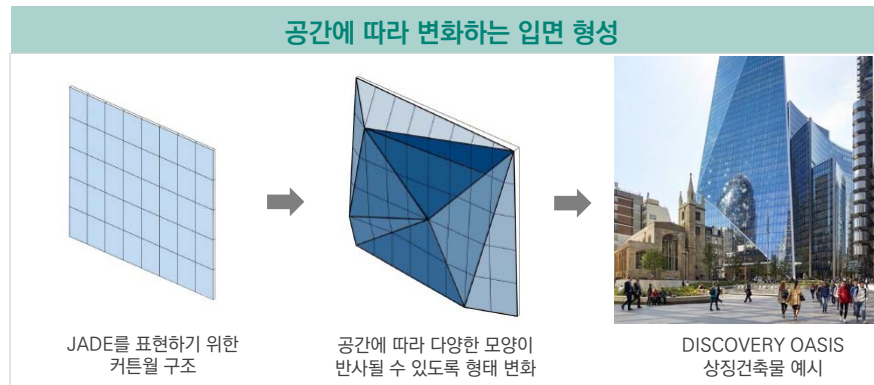 공간에 따라 변화하는 입면 형성
JADE를 표현하기 위한
커튼월 구조
공간에 따라 다양한 모양이
반사될 수 있도록 형태 변화
DISCOVERY OASIS
상징건축물 예시